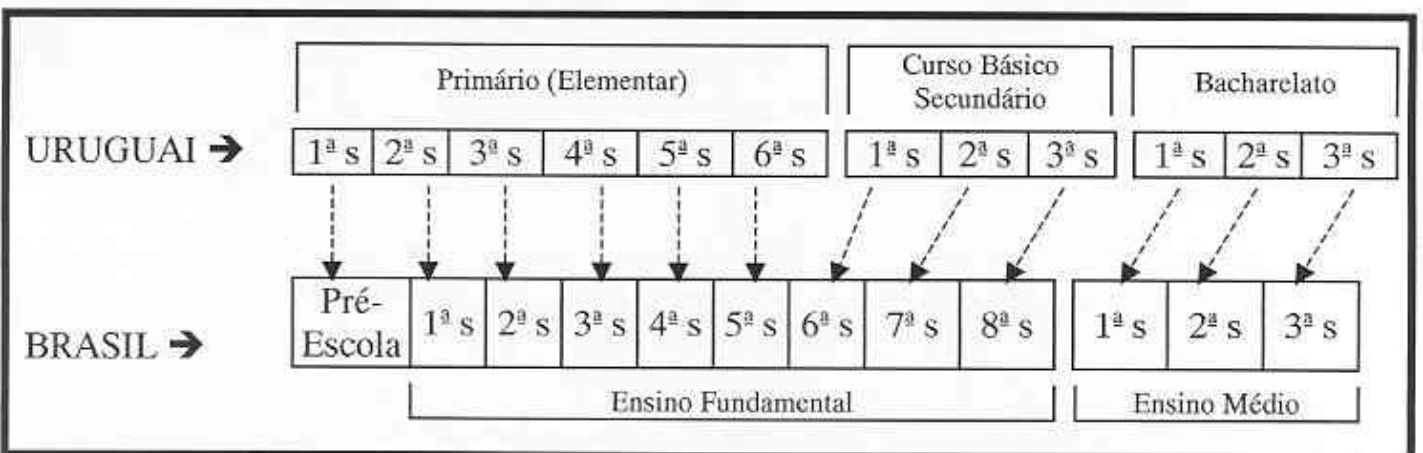 Primário (Elementar)
Curso Básico
Secundário
Bacharelato
URUGUAI ➔
1ª s 2ª s 3ª s 4ª s 5ª s 6ª s 1ª s 2ª s 3ª s 1ª s 2ª s 3ª s
BRASIL ➔
Pré-
Escola
1ª s 2ª s 3ª s 4ª s 5ª s 6ª s 7ª s 8ª s 1ª s 2ª s 3ª s
Ensino Fundamental
Ensino Médio